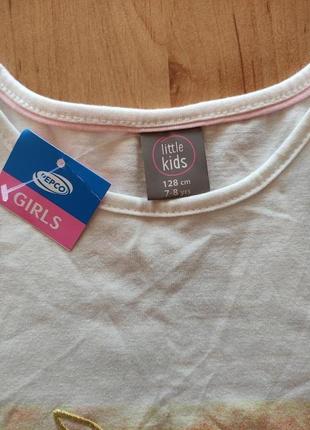 little
kids
128 cm
7-8 yrs
PEPCO
GIRLS